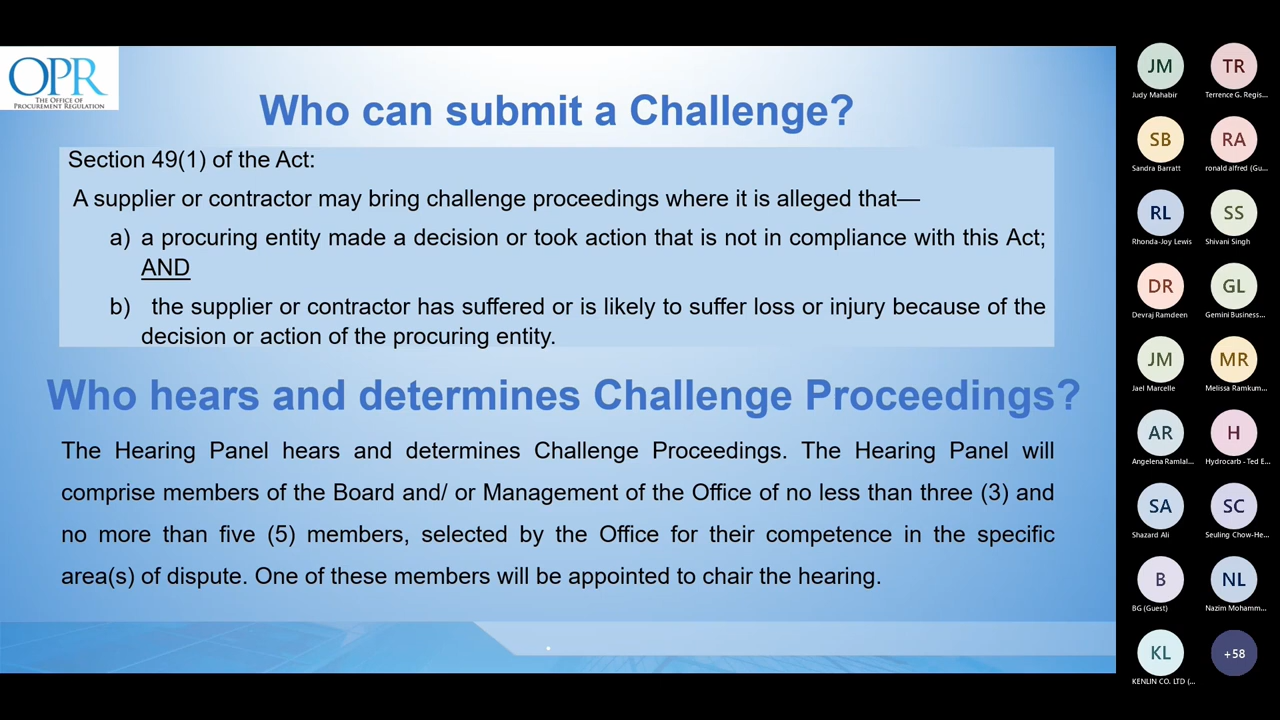 OPR
THE OFFICE OF
PROCUREMENT REGULATION
Who can submit a Challenge?
Section 49(1) of the Act:
A supplier or contractor may bring challenge proceedings where it is alleged that—
a) a procuring entity made a decision or took action that is not in compliance with this Act;
AND
b) the supplier or contractor has suffered or is likely to suffer loss or injury because of the
decision or action of the procuring entity.
Who hears and determines Challenge Proceedings?
The Hearing Panel hears and determines Challenge Proceedings. The Hearing Panel will
comprise members of the Board and/ or Management of the Office of no less than three (3) and
no more than five (5) members, selected by the Office for their competence in the specific
area(s) of dispute. One of these members will be appointed to chair the hearing.
JM TR
Judy Mahabir Terrence G. Regis...
SB RA
Sandra Barratt ronald alfred (Gu...
RL SS
Rhonda-Joy Lewis Shivani Singh
DR GL
Devraj Ramdeen Gemini Business...
JM MR
Jael Marcelle Melissa Ramkum...
AR H
Angelena Ramlal... Hydrocarb - Ted E...
SA SC
Shazard Ali Seuling Chow-He...
B NL
BG (Guest) Nazim Mohamm...
KL +58
KENLIN CO. LTD (...